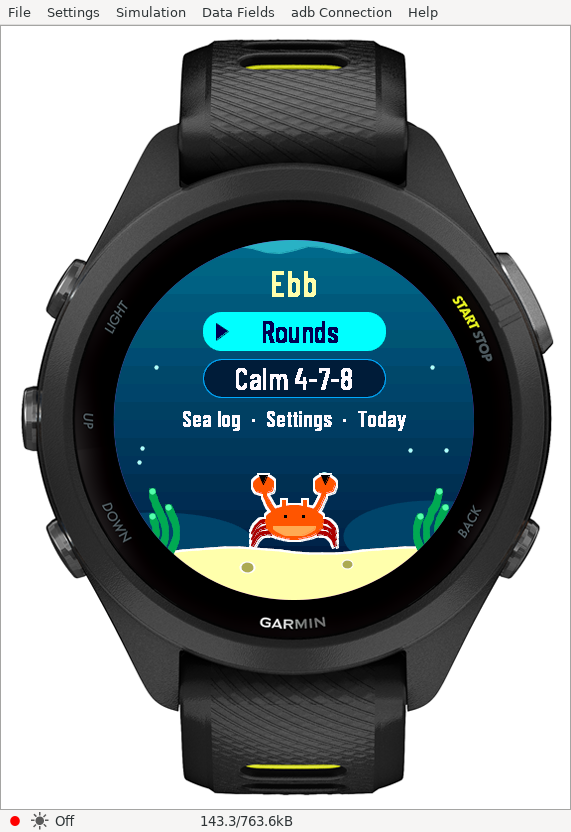 File Settings Simulation Data Fields adb Connection Help
LIGHT
START STOP
UP
DOWN
BACK
Ebb
Rounds
Calm 4-7-8
Sea log · Settings · Today
GARMIN
Off 143.3/763.6kB